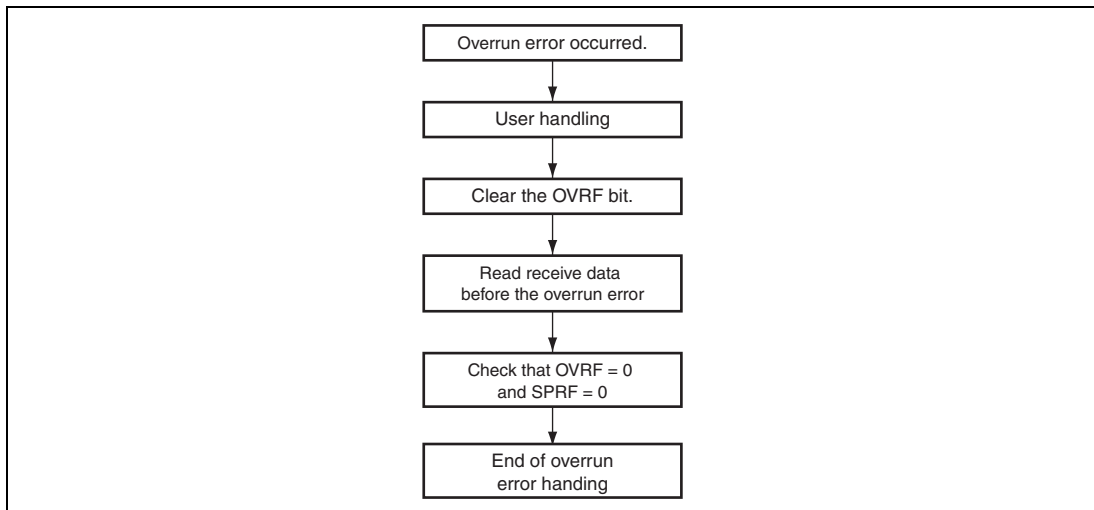 Overrun error occurred.
User handling
Clear the OVRF bit.
Read receive data
before the overrun error
Check that OVRF = 0
and SPRF = 0
End of overrun
error handing